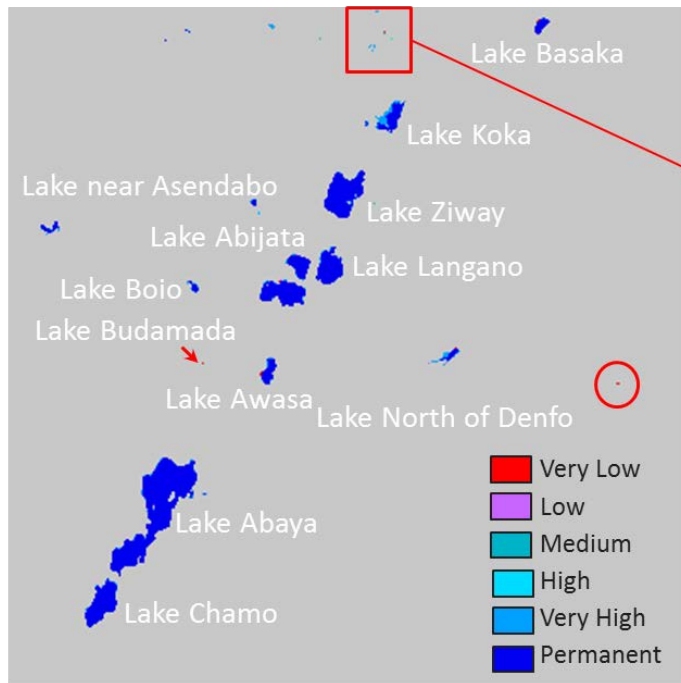 Lake Basaka
Lake Koka
Lake near Asendabo
Lake Ziway
Lake Abijata
Lake Langano
Lake Boio
Lake Budamada
Lake Awasa
Lake North of Denfo
Very Low
Low
Lake Abaya
Medium
High
Lake Chamo
Very High
Permanent